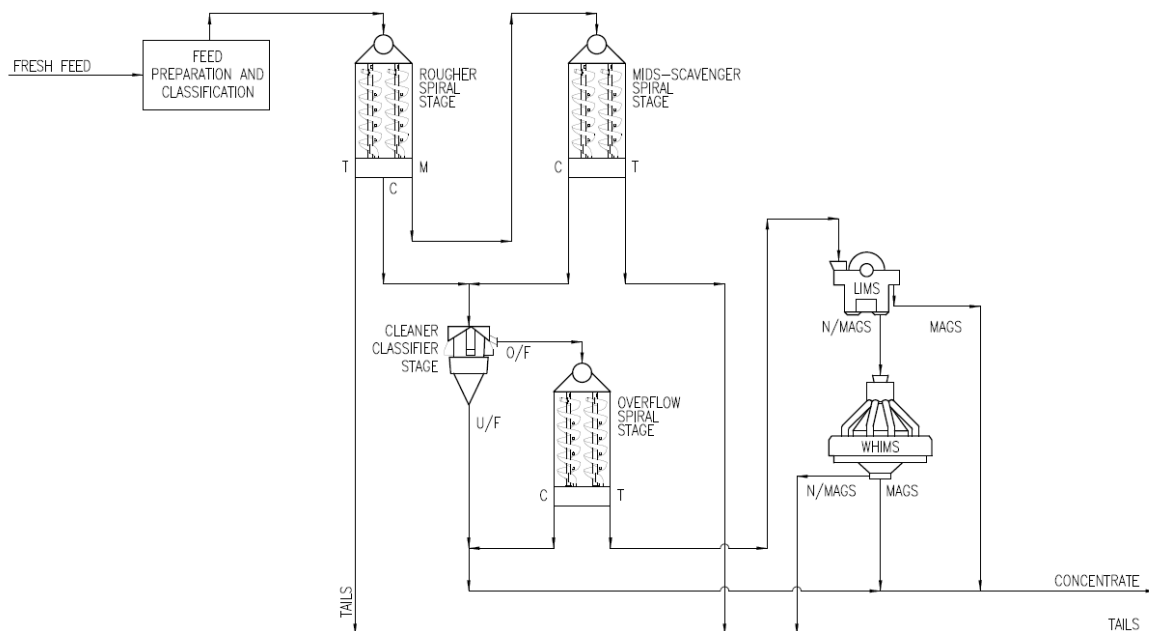 FRESH FEED
FEED
PREPARATION AND
CLASSIFICATION
ROUGHER
SPIRAL
STAGE
T
M
C
MIDS-SCAVENGER
SPIRAL
STAGE
C
T
LIMS
N/MAGS
MAGS
CLEANER
CLASSIFIER
STAGE
O/F
U/F
OVERFLOW
SPIRAL
STAGE
C
T
WHIMS
N/MAGS
MAGS
CONCENTRATE
TAILS
TAILS